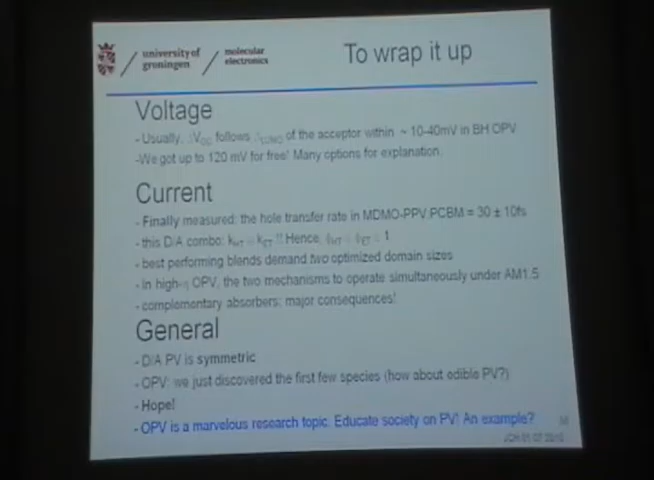 university of groningen / molecular electronics
To wrap it up
Voltage
- Usually, V follows of the acceptor within ~ 10-40mV in BH OPV
-We got up to 120 mV for free! Many options for explanation
Current
- Finally measured: the hole transfer rate in MDMO-PPV:PCBM = 30 ± 10fs
- this D/A combo: k = k !! Hence 1
- best performing blends demand two optimized domain sizes
- in high-η OPV, the two mechanisms to operate simultaneously under AM1.5
- complementary absorbers: major consequences!
General
- D/A PV is symmetric
- OPV: we just discovered the first few species (how about edible PV?)
- Hope!
- OPV is a marvelous research topic. Educate society on PV! An example?